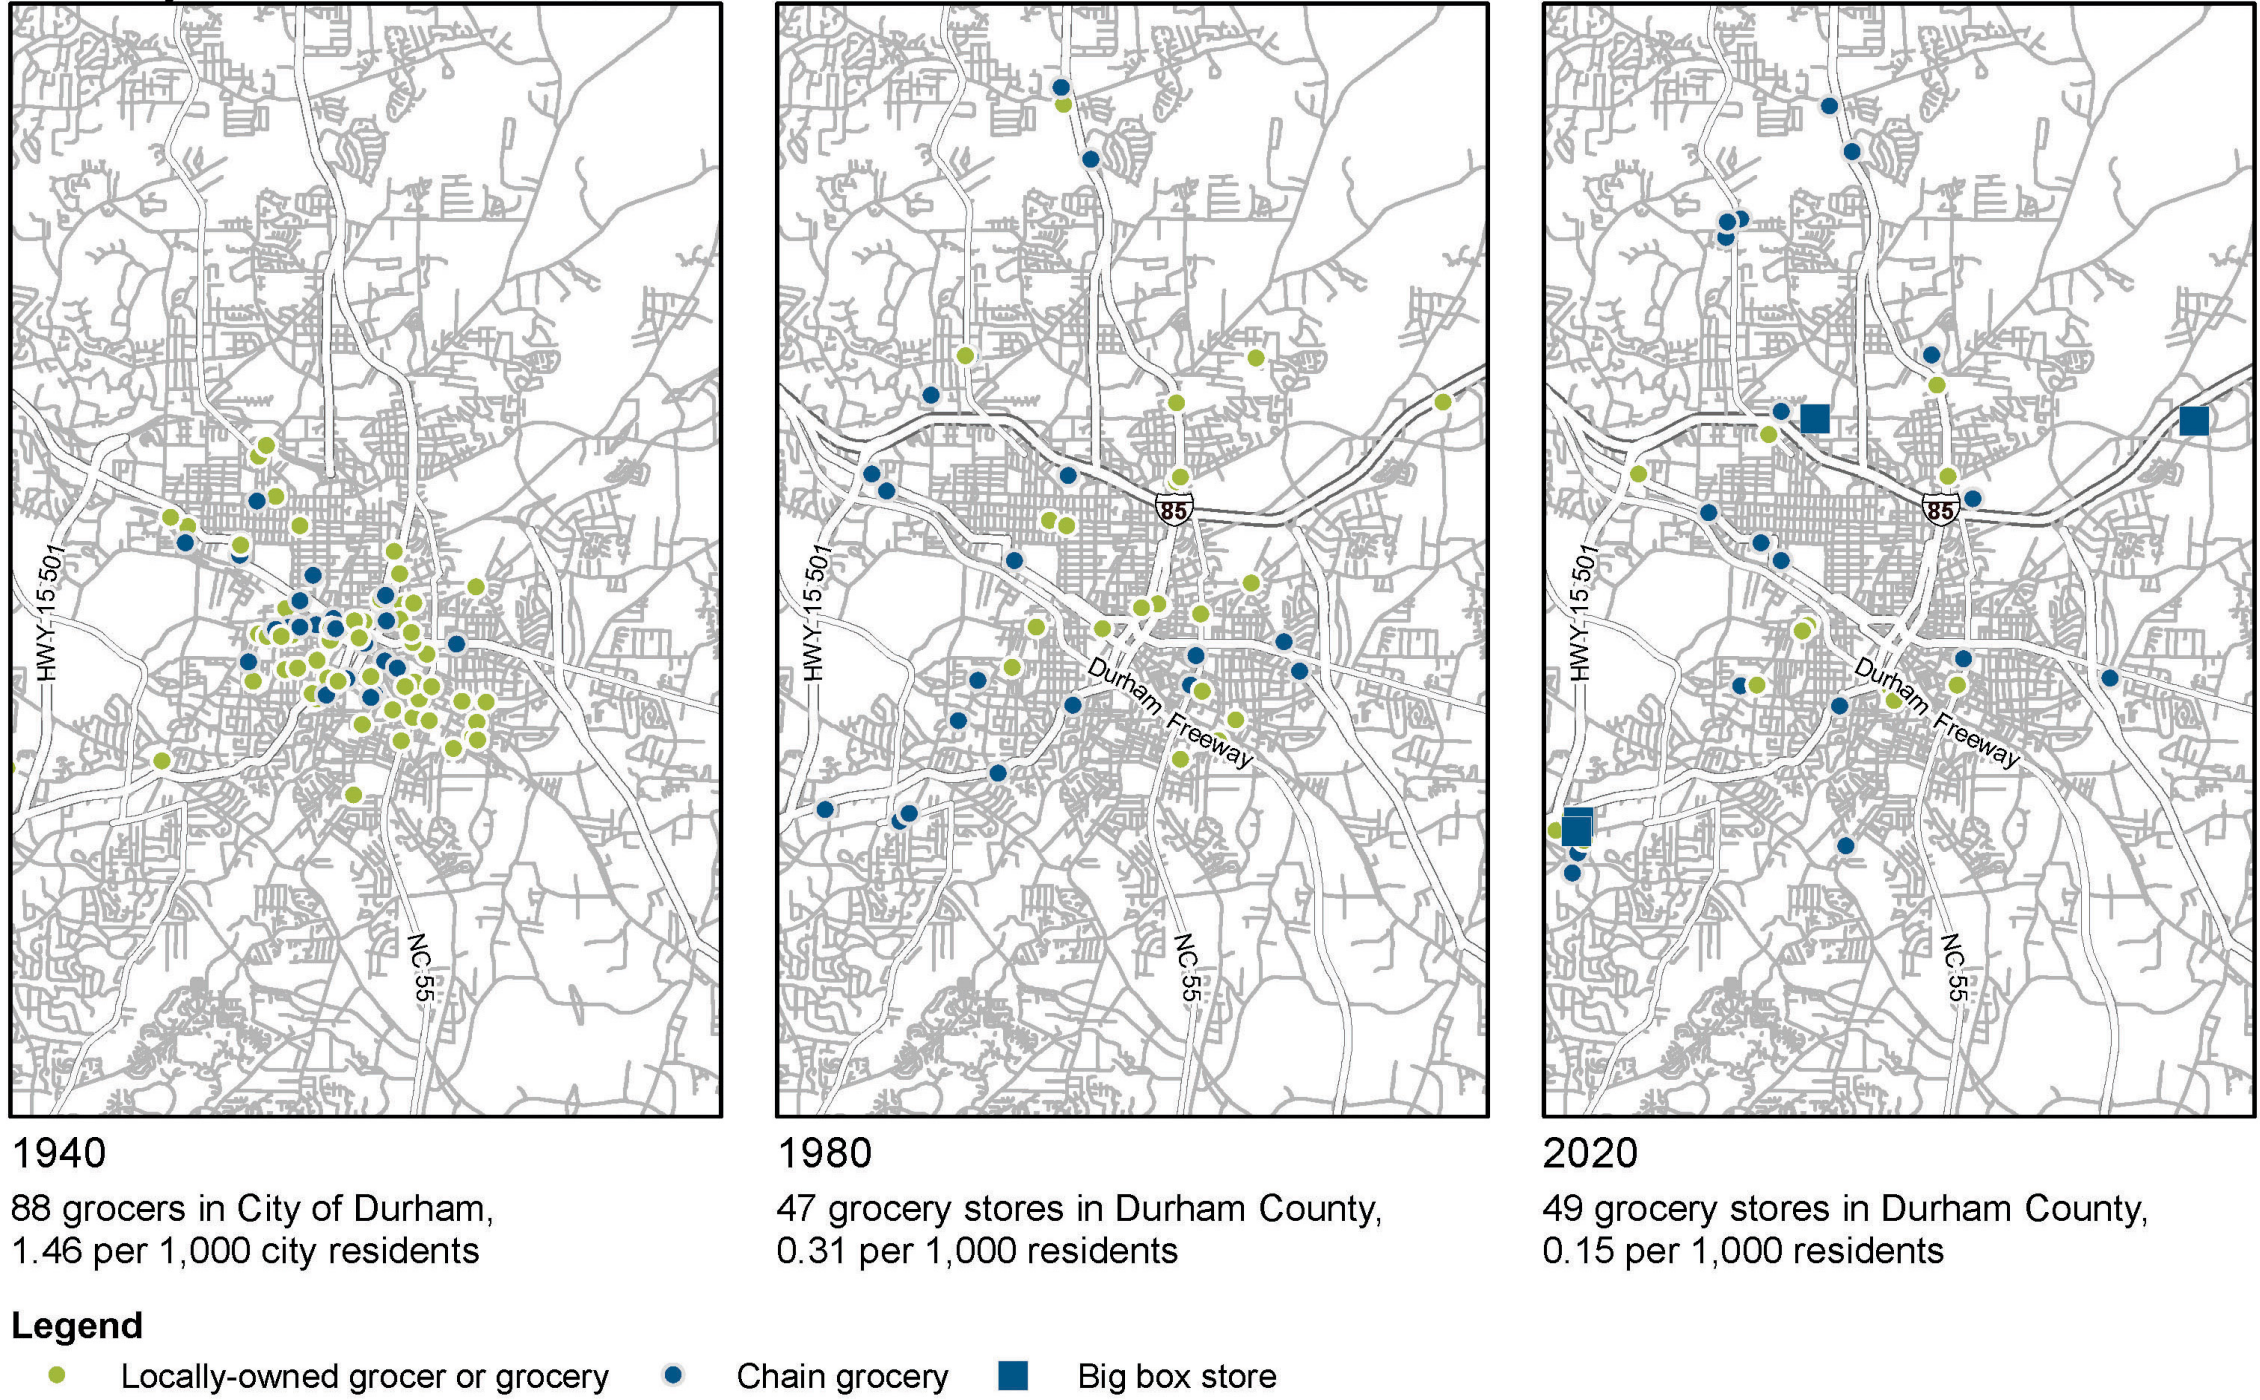 HWY 15 501
NC 55
HWY 15 501
85
Durham Freeway
NC 55
HWY 15 501
85
Durham Freeway
NC 55
1940
88 grocers in City of Durham,
1.46 per 1,000 city residents
1980
47 grocery stores in Durham County,
0.31 per 1,000 residents
2020
49 grocery stores in Durham County,
0.15 per 1,000 residents
Legend
Locally-owned grocer or grocery
Chain grocery
Big box store